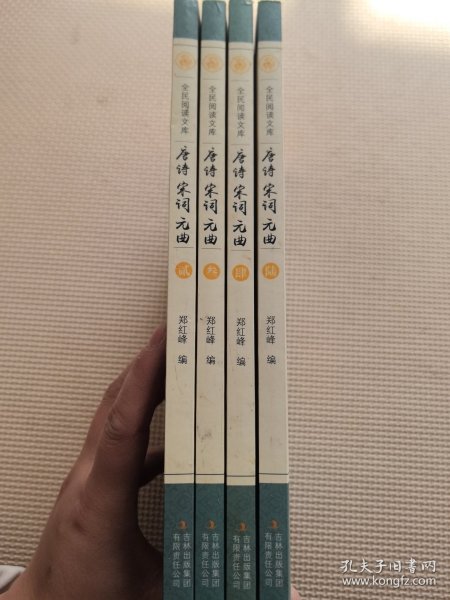 全民阅读文库
唐诗宋词元曲
贰
郑红峰 编
吉林出版集团
有限责任公司
全民阅读文库
唐诗宋词元曲
叁
郑红峰 编
吉林出版集团
有限责任公司
全民阅读文库
唐诗宋词元曲
肆
郑红峰 编
吉林出版集团
有限责任公司
全民阅读文库
唐诗宋词元曲
陆
郑红峰 编
吉林出版集团
有限责任公司
孔夫子旧书网
www.kongfz.com